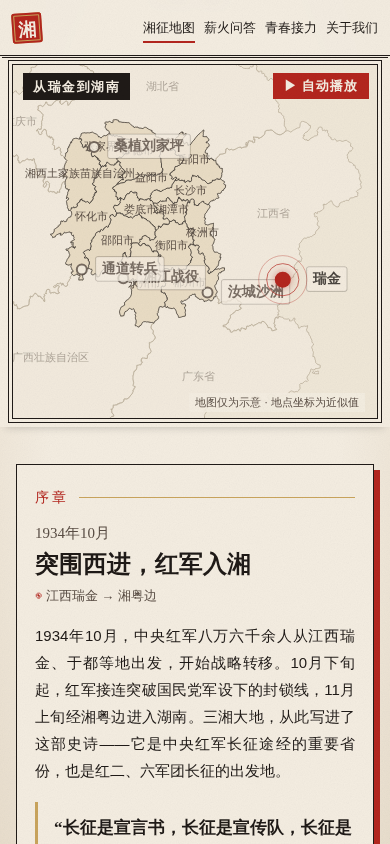 湘
湘征地图 薪火问答 青春接力 关于我们
从瑞金到湖南
▶ 自动播放
湖北省
庆市
桑植刘家坪
岳阳市
湘西土家族苗族自治州
益阳市
长沙市
怀化市
娄底市
湘潭市
江西省
株洲市
邵阳市
衡阳市
通道转兵
湘江战役
瑞金
汝城沙洲
广西壮族自治区
广东省
地图仅为示意 · 地点坐标为近似值
序章
1934年10月
突围西进，红军入湘
江西瑞金 → 湘粤边
1934年10月，中央红军八万六千余人从江西瑞
金、于都等地出发，开始战略转移。10月下旬
起，红军接连突破国民党军设下的封锁线，11月
上旬经湘粤边进入湖南。三湘大地，从此写进了
这部史诗——它是中央红军长征途经的重要省
份，也是红二、六军团长征的出发地。
“长征是宣言书，长征是宣传队，长征是